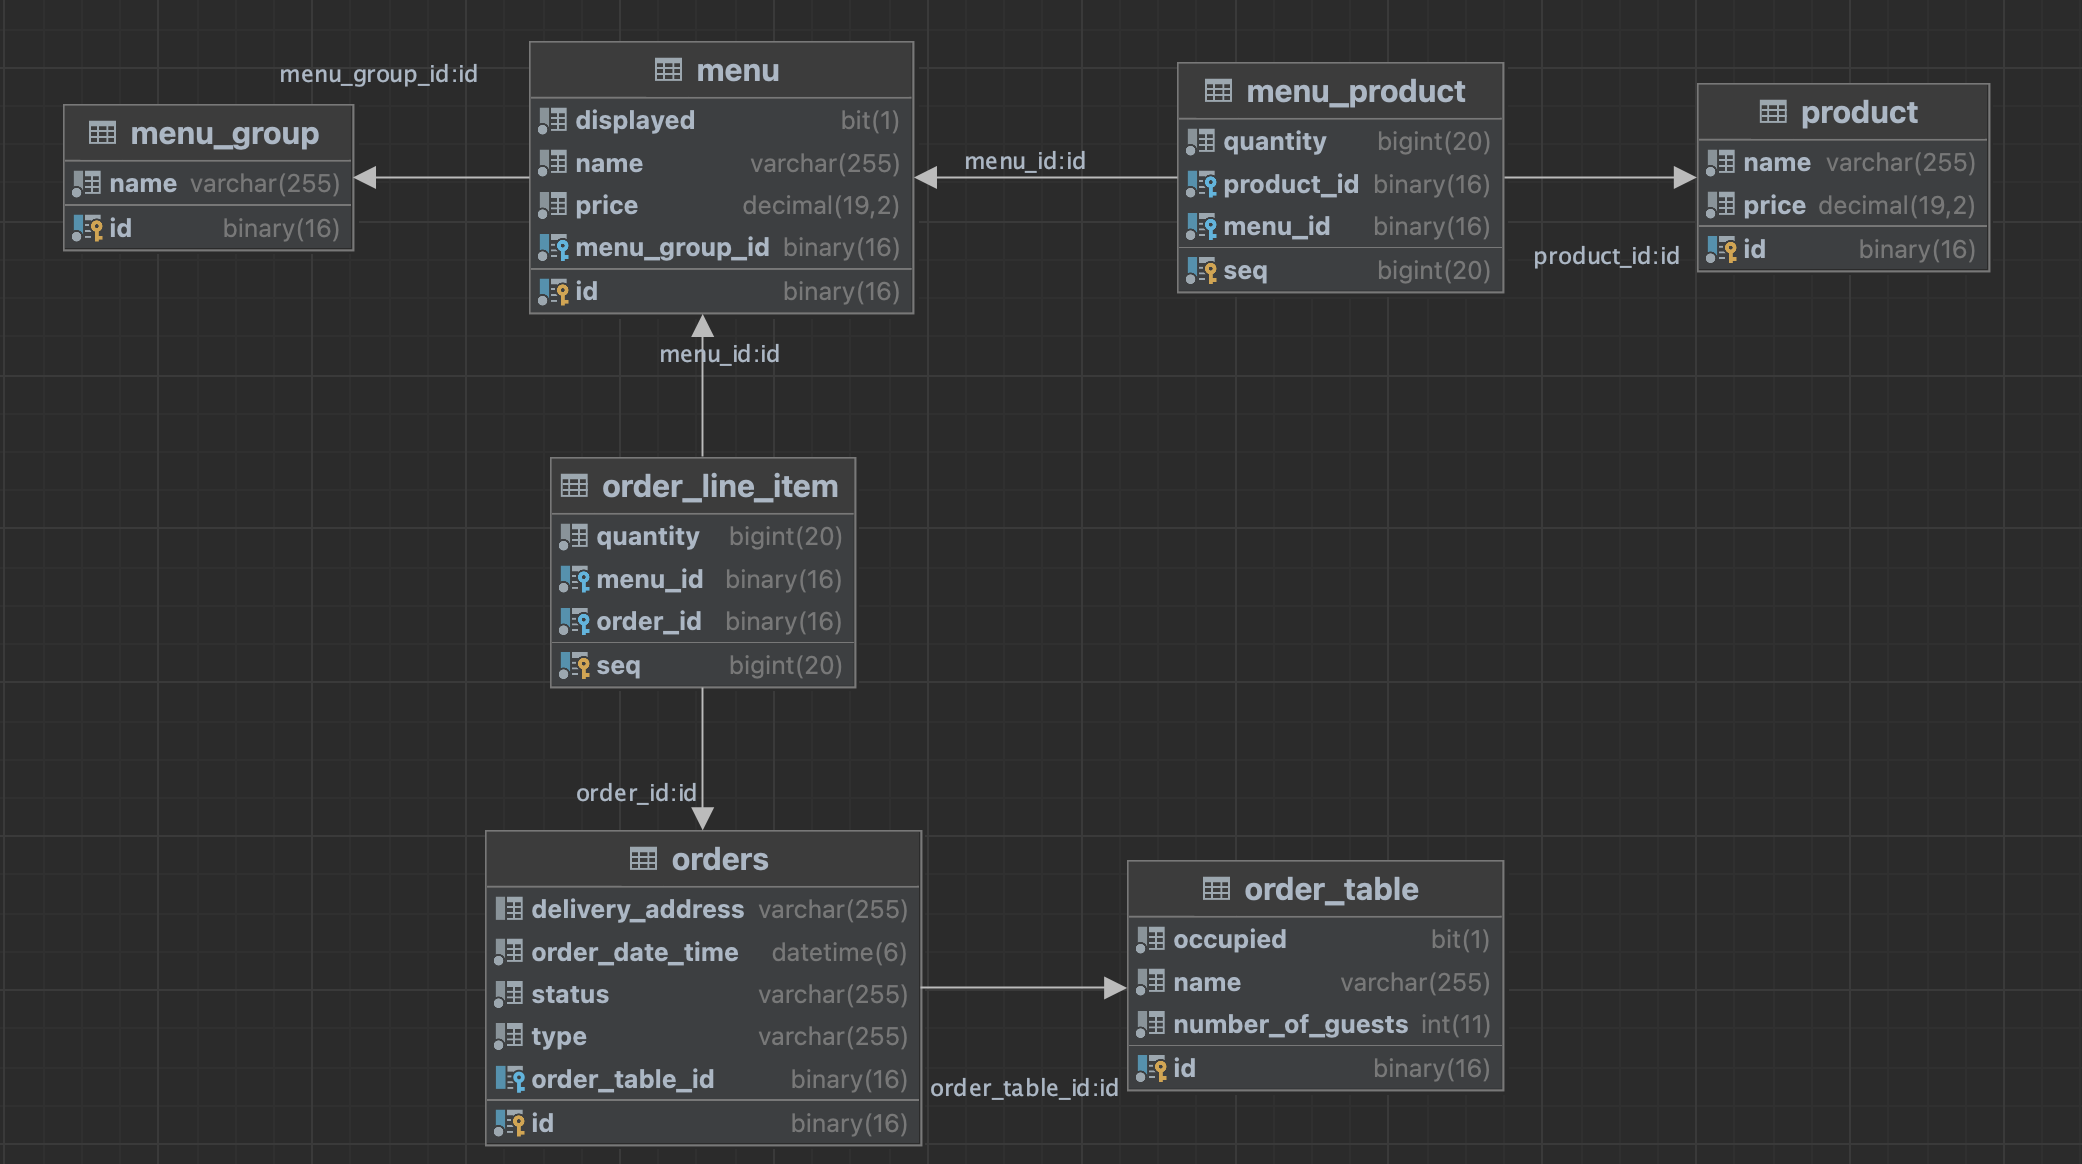 menu_group_id:id
menu_group
name varchar(255)
id binary(16)
menu
displayed bit(1)
name varchar(255)
price decimal(19,2)
menu_group_id binary(16)
id binary(16)
menu_id:id
menu_product
quantity bigint(20)
product_id binary(16)
menu_id binary(16)
seq bigint(20)
product_id:id
product
name varchar(255)
price decimal(19,2)
id binary(16)
menu_id:id
order_line_item
quantity bigint(20)
menu_id binary(16)
order_id binary(16)
seq bigint(20)
order_id:id
orders
delivery_address varchar(255)
order_date_time datetime(6)
status varchar(255)
type varchar(255)
order_table_id binary(16)
id binary(16)
order_table_id:id
order_table
occupied bit(1)
name varchar(255)
number_of_guests int(11)
id binary(16)